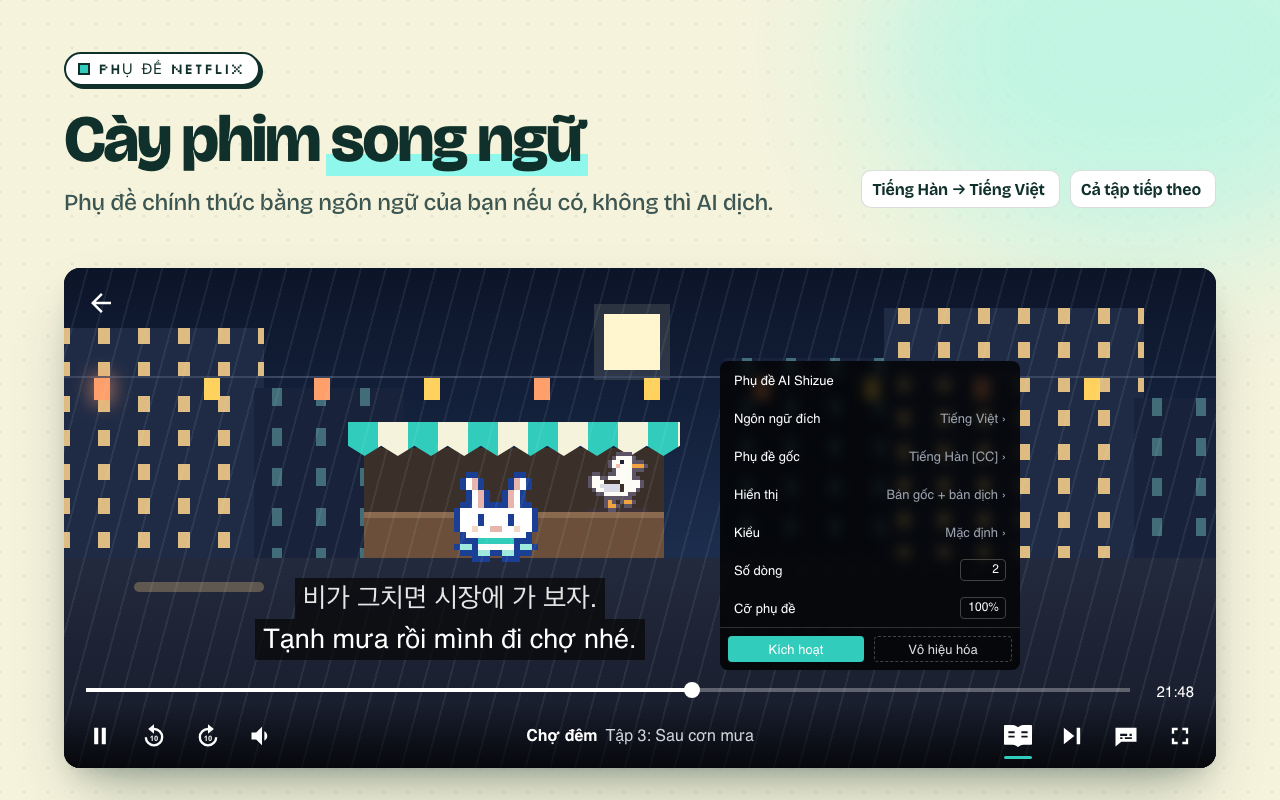 PHỤ ĐỀ NETFLIX
Cày phim song ngữ
Phụ đề chính thức bằng ngôn ngữ của bạn nếu có, không thì AI dịch.
Tiếng Hàn → Tiếng Việt
Cả tập tiếp theo
Phụ đề AI Shizue
Ngôn ngữ đích Tiếng Việt ›
Phụ đề gốc Tiếng Hàn [CC] ›
Hiển thị Bản gốc + bản dịch ›
Kiểu Mặc định ›
Số dòng 2
Cỡ phụ đề 100%
Kích hoạt Vô hiệu hóa
비가 그치면 시장에 가 보자.
Tạnh mưa rồi mình đi chợ nhé.
21:48
10 10
Chợ đêm Tập 3: Sau cơn mưa